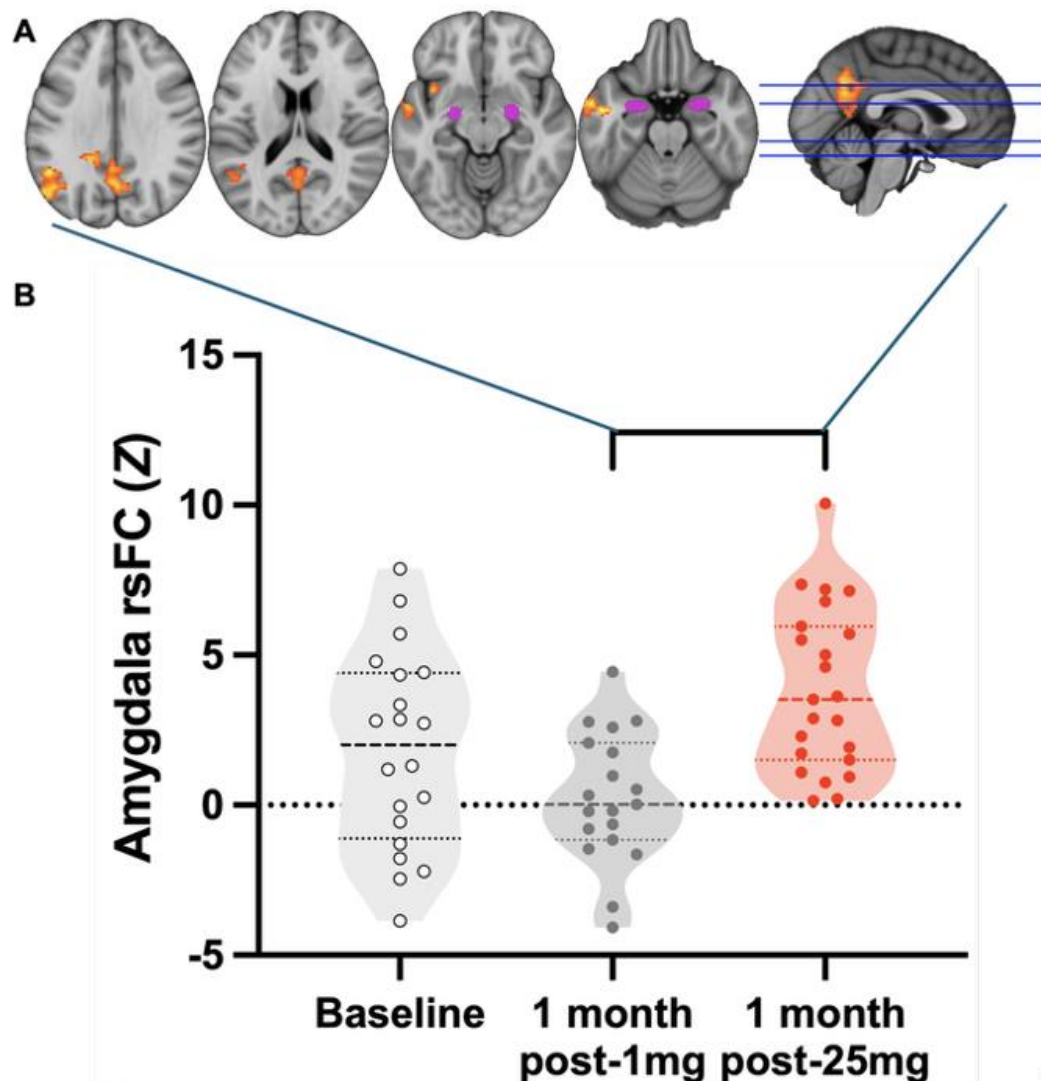 A
B
Amygdala rsFC (Z)
15
10
5
0
-5
Baseline
1 month
post-1mg
1 month
post-25mg